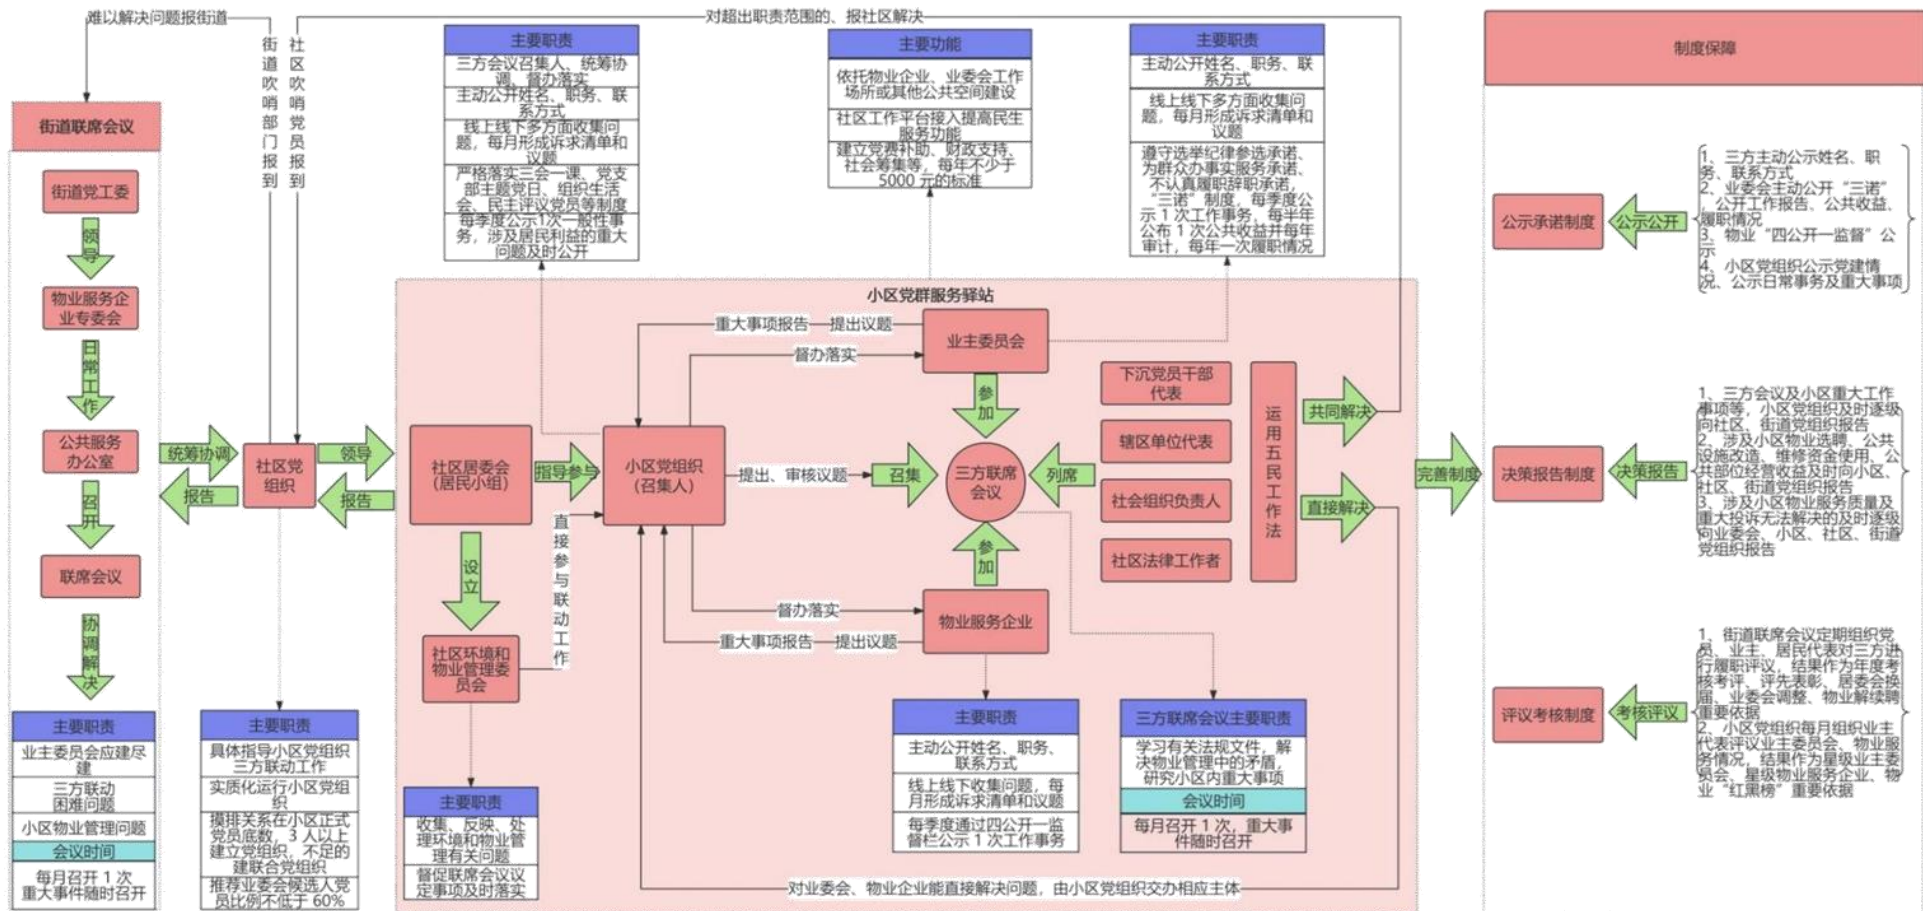 难以解决问题报街道
对超出职责范围的、报社区解决
街道吹哨部门报到
社区吹哨党员报到
街道联席会议
街道党工委
领导
物业服务企
业专委会
日常工作
公共服务
办公室
召开
联席会议
协调解决
主要职责
业主委员会应建尽
建
三方联动
困难问题
小区物业管理问题
会议时间
每月召开 1 次
重大事件随时召开
统筹协调
报告
社区党
组织
领导
报告
主要职责
具体指导小区党组织
三方联动工作
实质化运行小区党组
织
摸排关系在小区正式
党员底数，3 人以上
建立党组织，不足的
建联合党组织
推荐业委会候选人党
员比例不低于 60%
主要职责
三方会议召集人、统筹协
调、督办落实
主动公开姓名、职务、联
系方式
线上线下多方面收集问
题，每月形成诉求清单和
议题
严格落实三会一课、党支
部主题党日、组织生活
会、民主评议党员等制度
每季度公示1次一般性事
务，涉及居民利益的重大
问题及时公开
主要功能
依托物业企业、业委会工作
场所或其他公共空间建设
社区工作平台接入提高民生
服务功能
建立党费补助、财政支持、
社会筹集等，每年不少于
5000 元的标准
主要职责
主动公开姓名、职务、联
系方式
线上线下多方面收集问
题，每月形成诉求清单和
议题
遵守选举纪律参选承诺、
为群众办事实服务承诺、
不认真履职辞职承诺，
“三诺”制度，每季度公
示 1 次工作事务，每半年
公布 1 次公共收益并每年
审计，每年一次履职情况
小区党群服务驿站
社区居委会
(居民小组)
指导参与
设立
社区环境和
物业管理委
员会
直接参与联动工作
主要职责
收集、反映、处
理环境和物业管
理有关问题
督促联席会议议
定事项及时落实
小区党组织
(召集人)
重大事项报告
提出议题
督办落实
提出、审核议题
召集
督办落实
重大事项报告
提出议题
业主委员会
参加
三方联席
会议
参加
物业服务企业
列席
下沉党员干部
代表
辖区单位代表
社会组织负责人
社区法律工作者
运用五民工作法
共同解决
直接解决
主要职责
主动公开姓名、职务、
联系方式
线上线下收集问题，每
月形成诉求清单和议题
每季度通过四公开一监
督栏公示 1 次工作事务
三方联席会议主要职责
学习有关法规文件，解
决物业管理中的矛盾，
研究小区内重大事项
会议时间
每月召开 1 次，重大事
件随时召开
对业委会、物业企业能直接解决问题，由小区党组织交办相应主体
完善制度
制度保障
公示承诺制度
公示公开
1、三方主动公示姓名、职
务、联系方式
2、业委会主动公开“三诺”
，公开工作报告、公共收益、
履职情况
3、物业“四公开一监督”公
示
4、小区党组织公示党建情
况、公示日常事务及重大事项
决策报告制度
决策报告
1、三方会议及小区重大工作
事项等，小区党组织及时逐级
向社区、街道党组织报告
2、涉及小区物业选聘、公共
设施改造、维修资金使用、公
共部位经营收益及时向小区、
社区、街道党组织报告
3、涉及小区物业服务质量及
重大投诉无法解决的及时逐级
向业委会、小区、社区、街道
党组织报告
评议考核制度
考核评议
1、街道联席会议定期组织党
员、业主、居民代表对三方进
行履职评议，结果作为年度考
核考评、评先表彰、居委会换
届、业委会调整、物业解续聘
重要依据
2、小区党组织每月组织业主
代表评议业主委员会、物业服
务情况，结果作为星级业主委
员会、星级物业服务企业、物
业“红黑榜”重要依据